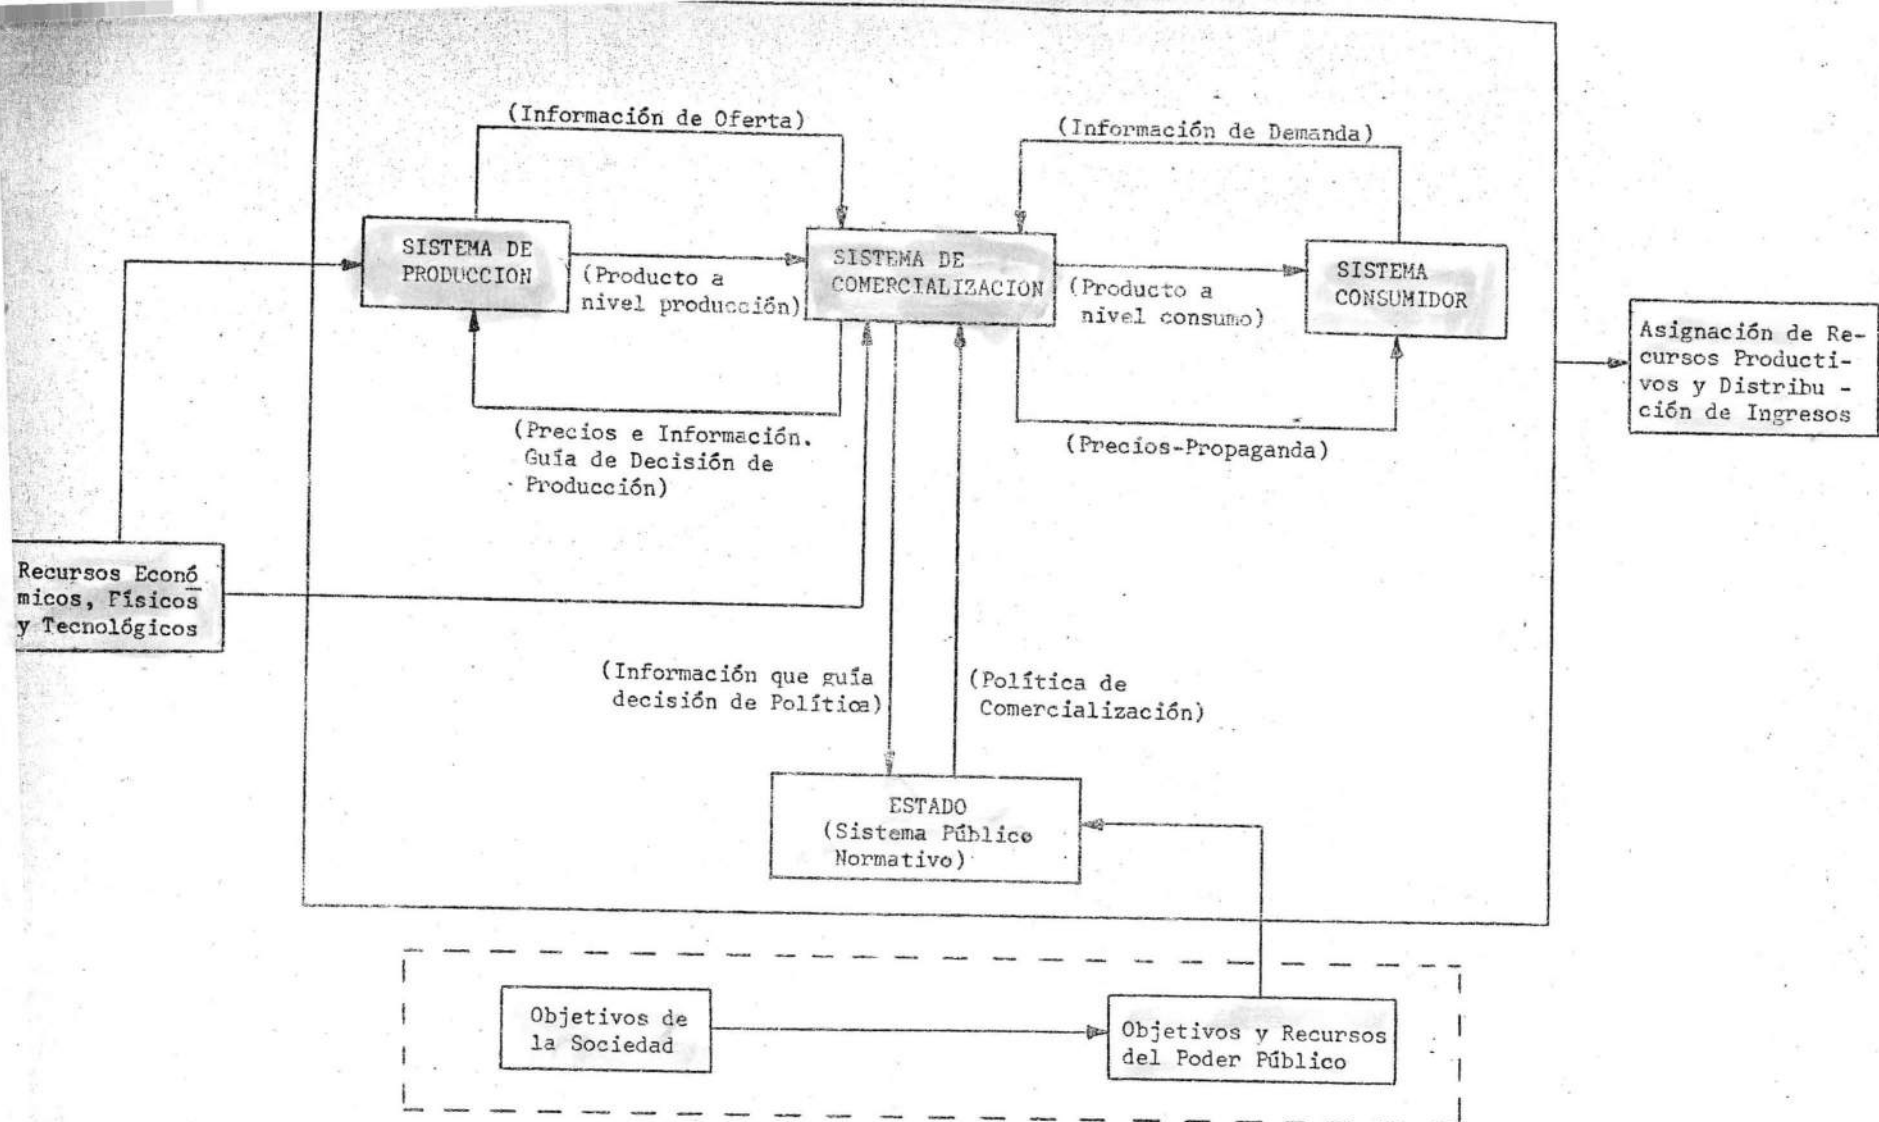 (Información de Oferta)
(Información de Demanda)
SISTEMA DE
PRODUCCION
(Producto a
nivel producción)
SISTEMA DE
COMERCIALIZACION
(Producto a
nivel consumo)
SISTEMA
CONSUMIDOR
Asignación de Re-
cursos Producti-
vos y Distribu -
ción de Ingresos
(Precios e Información.
Guía de Decisión de
Producción)
(Precios-Propaganda)
Recursos Econó
micos, Físicos
y Tecnológicos
(Información que guía
decisión de Política)
(Política de
Comercialización)
ESTADO
(Sistema Público
Normativo)
Objetivos de
la Sociedad
Objetivos y Recursos
del Poder Público